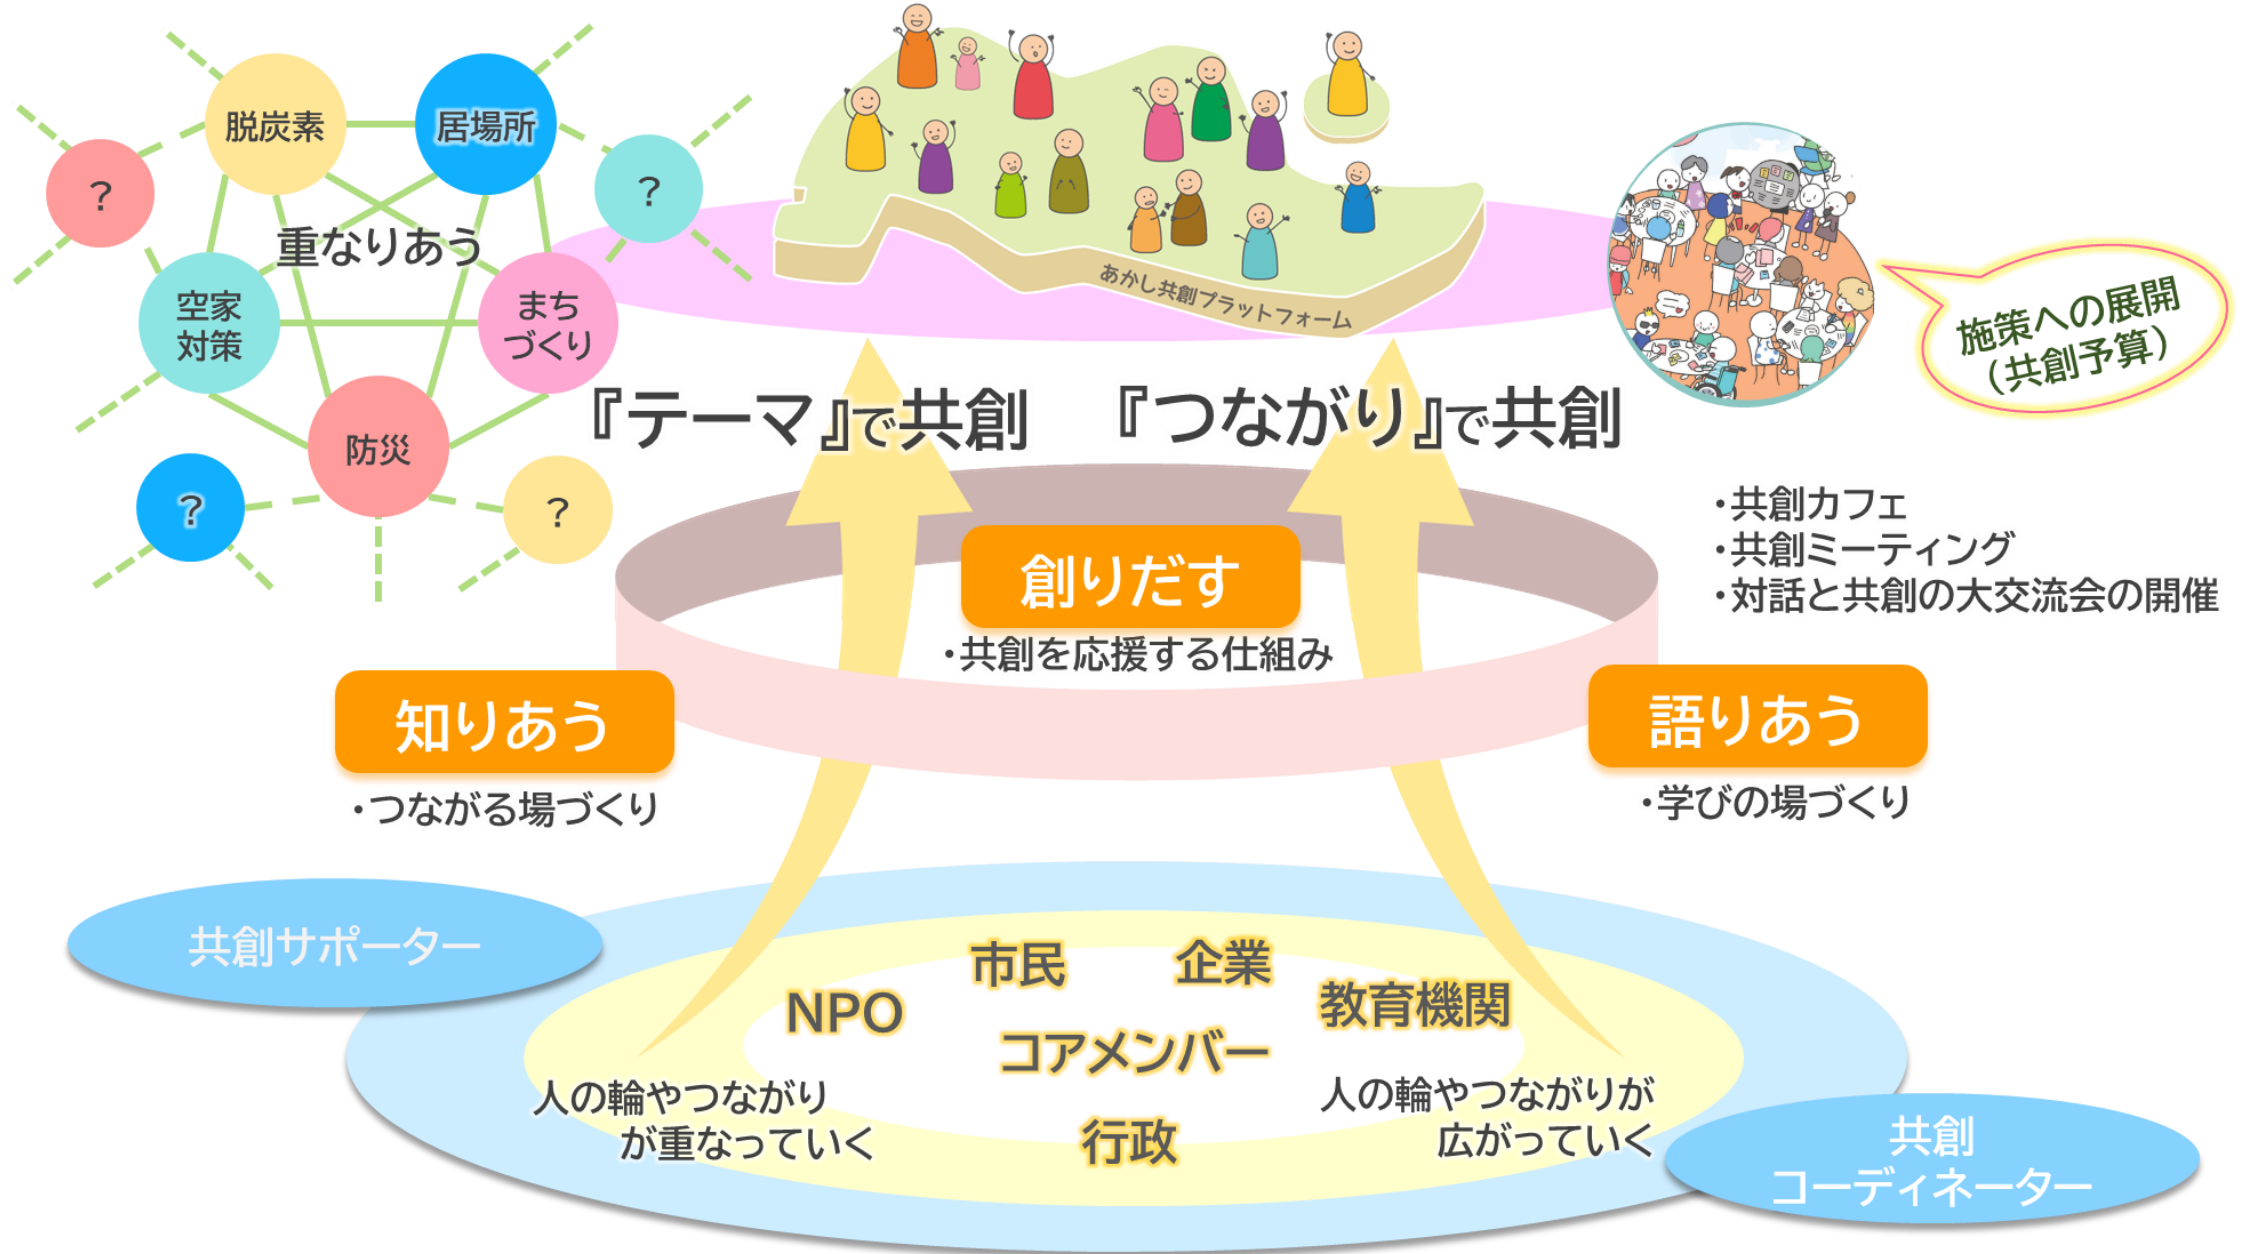 脱炭素
居場所
?
?
重なりあう
空家
対策
まち
づくり
防災
?
?
あかし共創プラットフォーム
施策への展開
（共創予算）
『テーマ』で共創
『つながり』で共創
・共創カフェ
・共創ミーティング
・対話と共創の大交流会の開催
創りだす
・共創を応援する仕組み
知りあう
・つながる場づくり
語りあう
・学びの場づくり
共創サポーター
市民
企業
NPO
教育機関
コアメンバー
行政
人の輪やつながり
が重なっていく
人の輪やつながりが
広がっていく
共創
コーディネーター